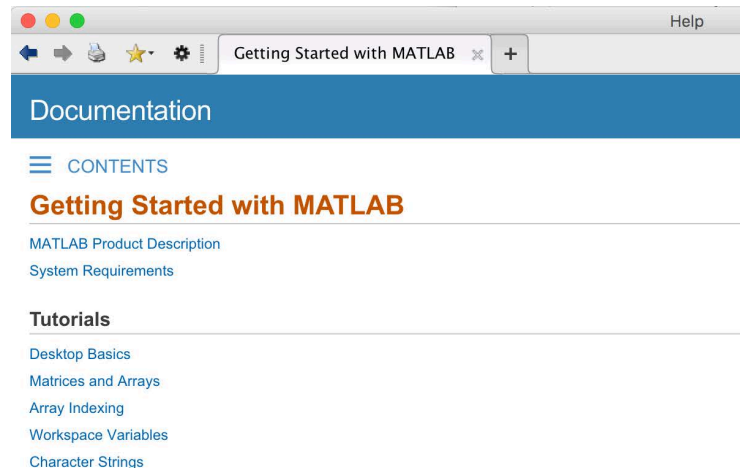 Help
Getting Started with MATLAB
Documentation
CONTENTS
Getting Started with MATLAB
MATLAB Product Description
System Requirements
Tutorials
Desktop Basics
Matrices and Arrays
Array Indexing
Workspace Variables
Character Strings